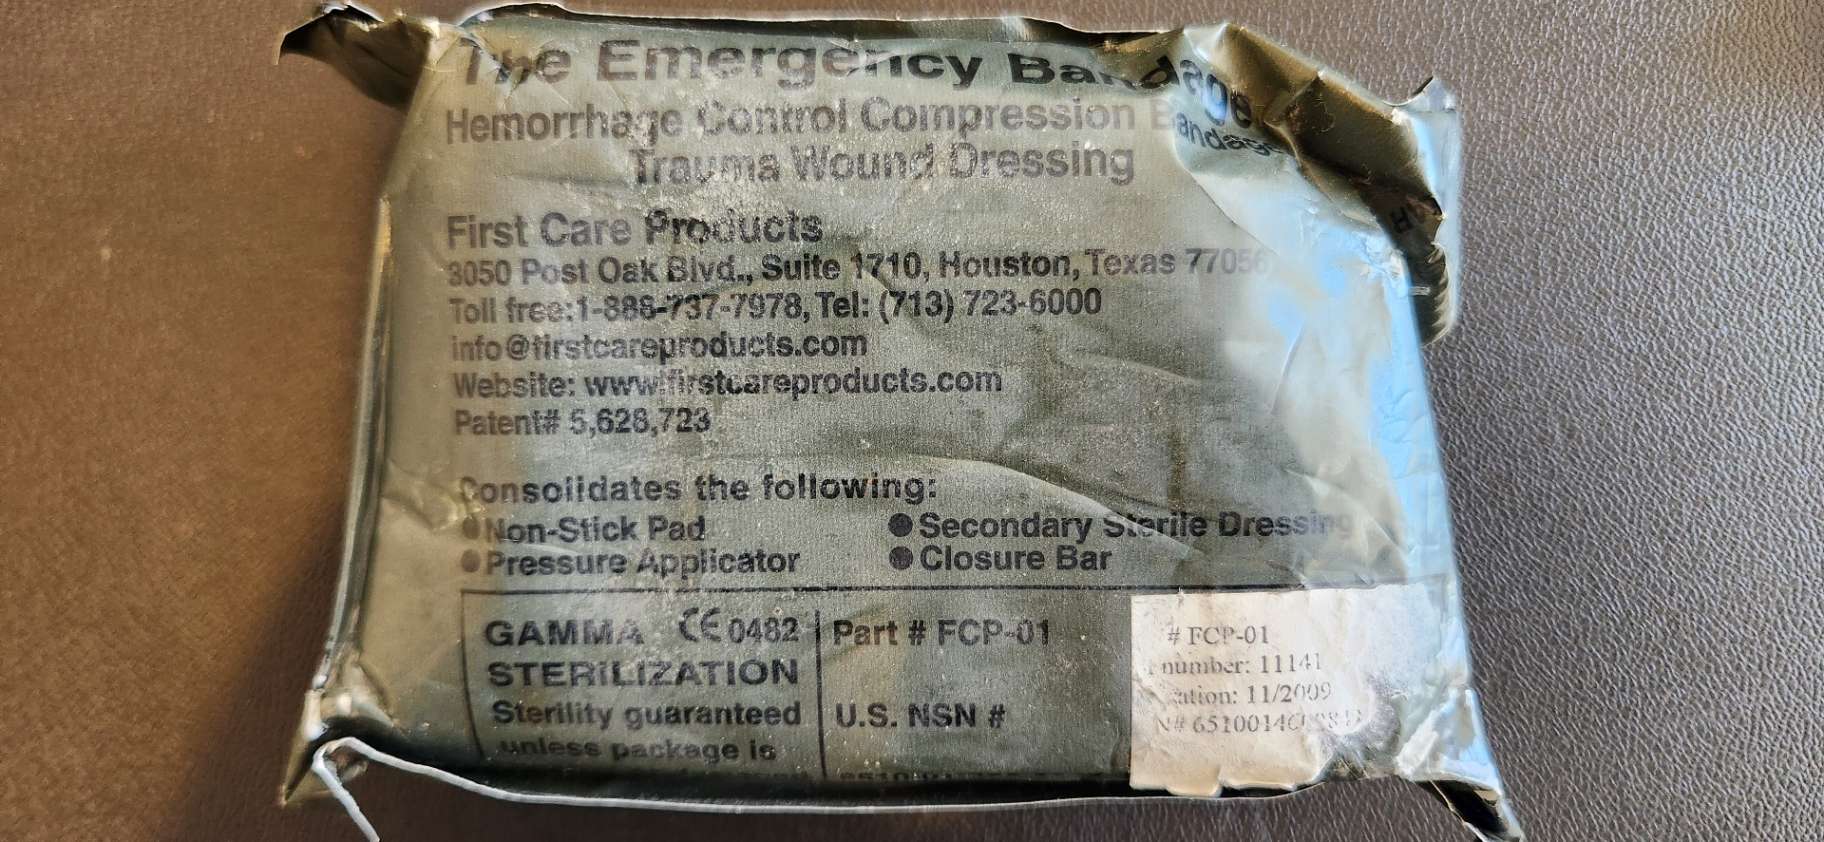 The Emergency Bandage
Hemorrhage Control Compression Bandage
Trauma Wound Dressing
First Care Products
3050 Post Oak Blvd., Suite 1710, Houston, Texas 77056
Toll free:1-888-737-7978, Tel: (713) 723-6000
info@firstcareproducts.com
Website: www.firstcareproducts.com
Patent# 5,628,723
Consolidates the following:
●Non-Stick Pad
●Pressure Applicator
●Secondary Sterile Dressing
●Closure Bar
GAMMA CE 0482
STERILIZATION
Sterility guaranteed
unless package is
Part # FCP-01
U.S. NSN #
# FCP-01
number: 11141
ation: 11/2009